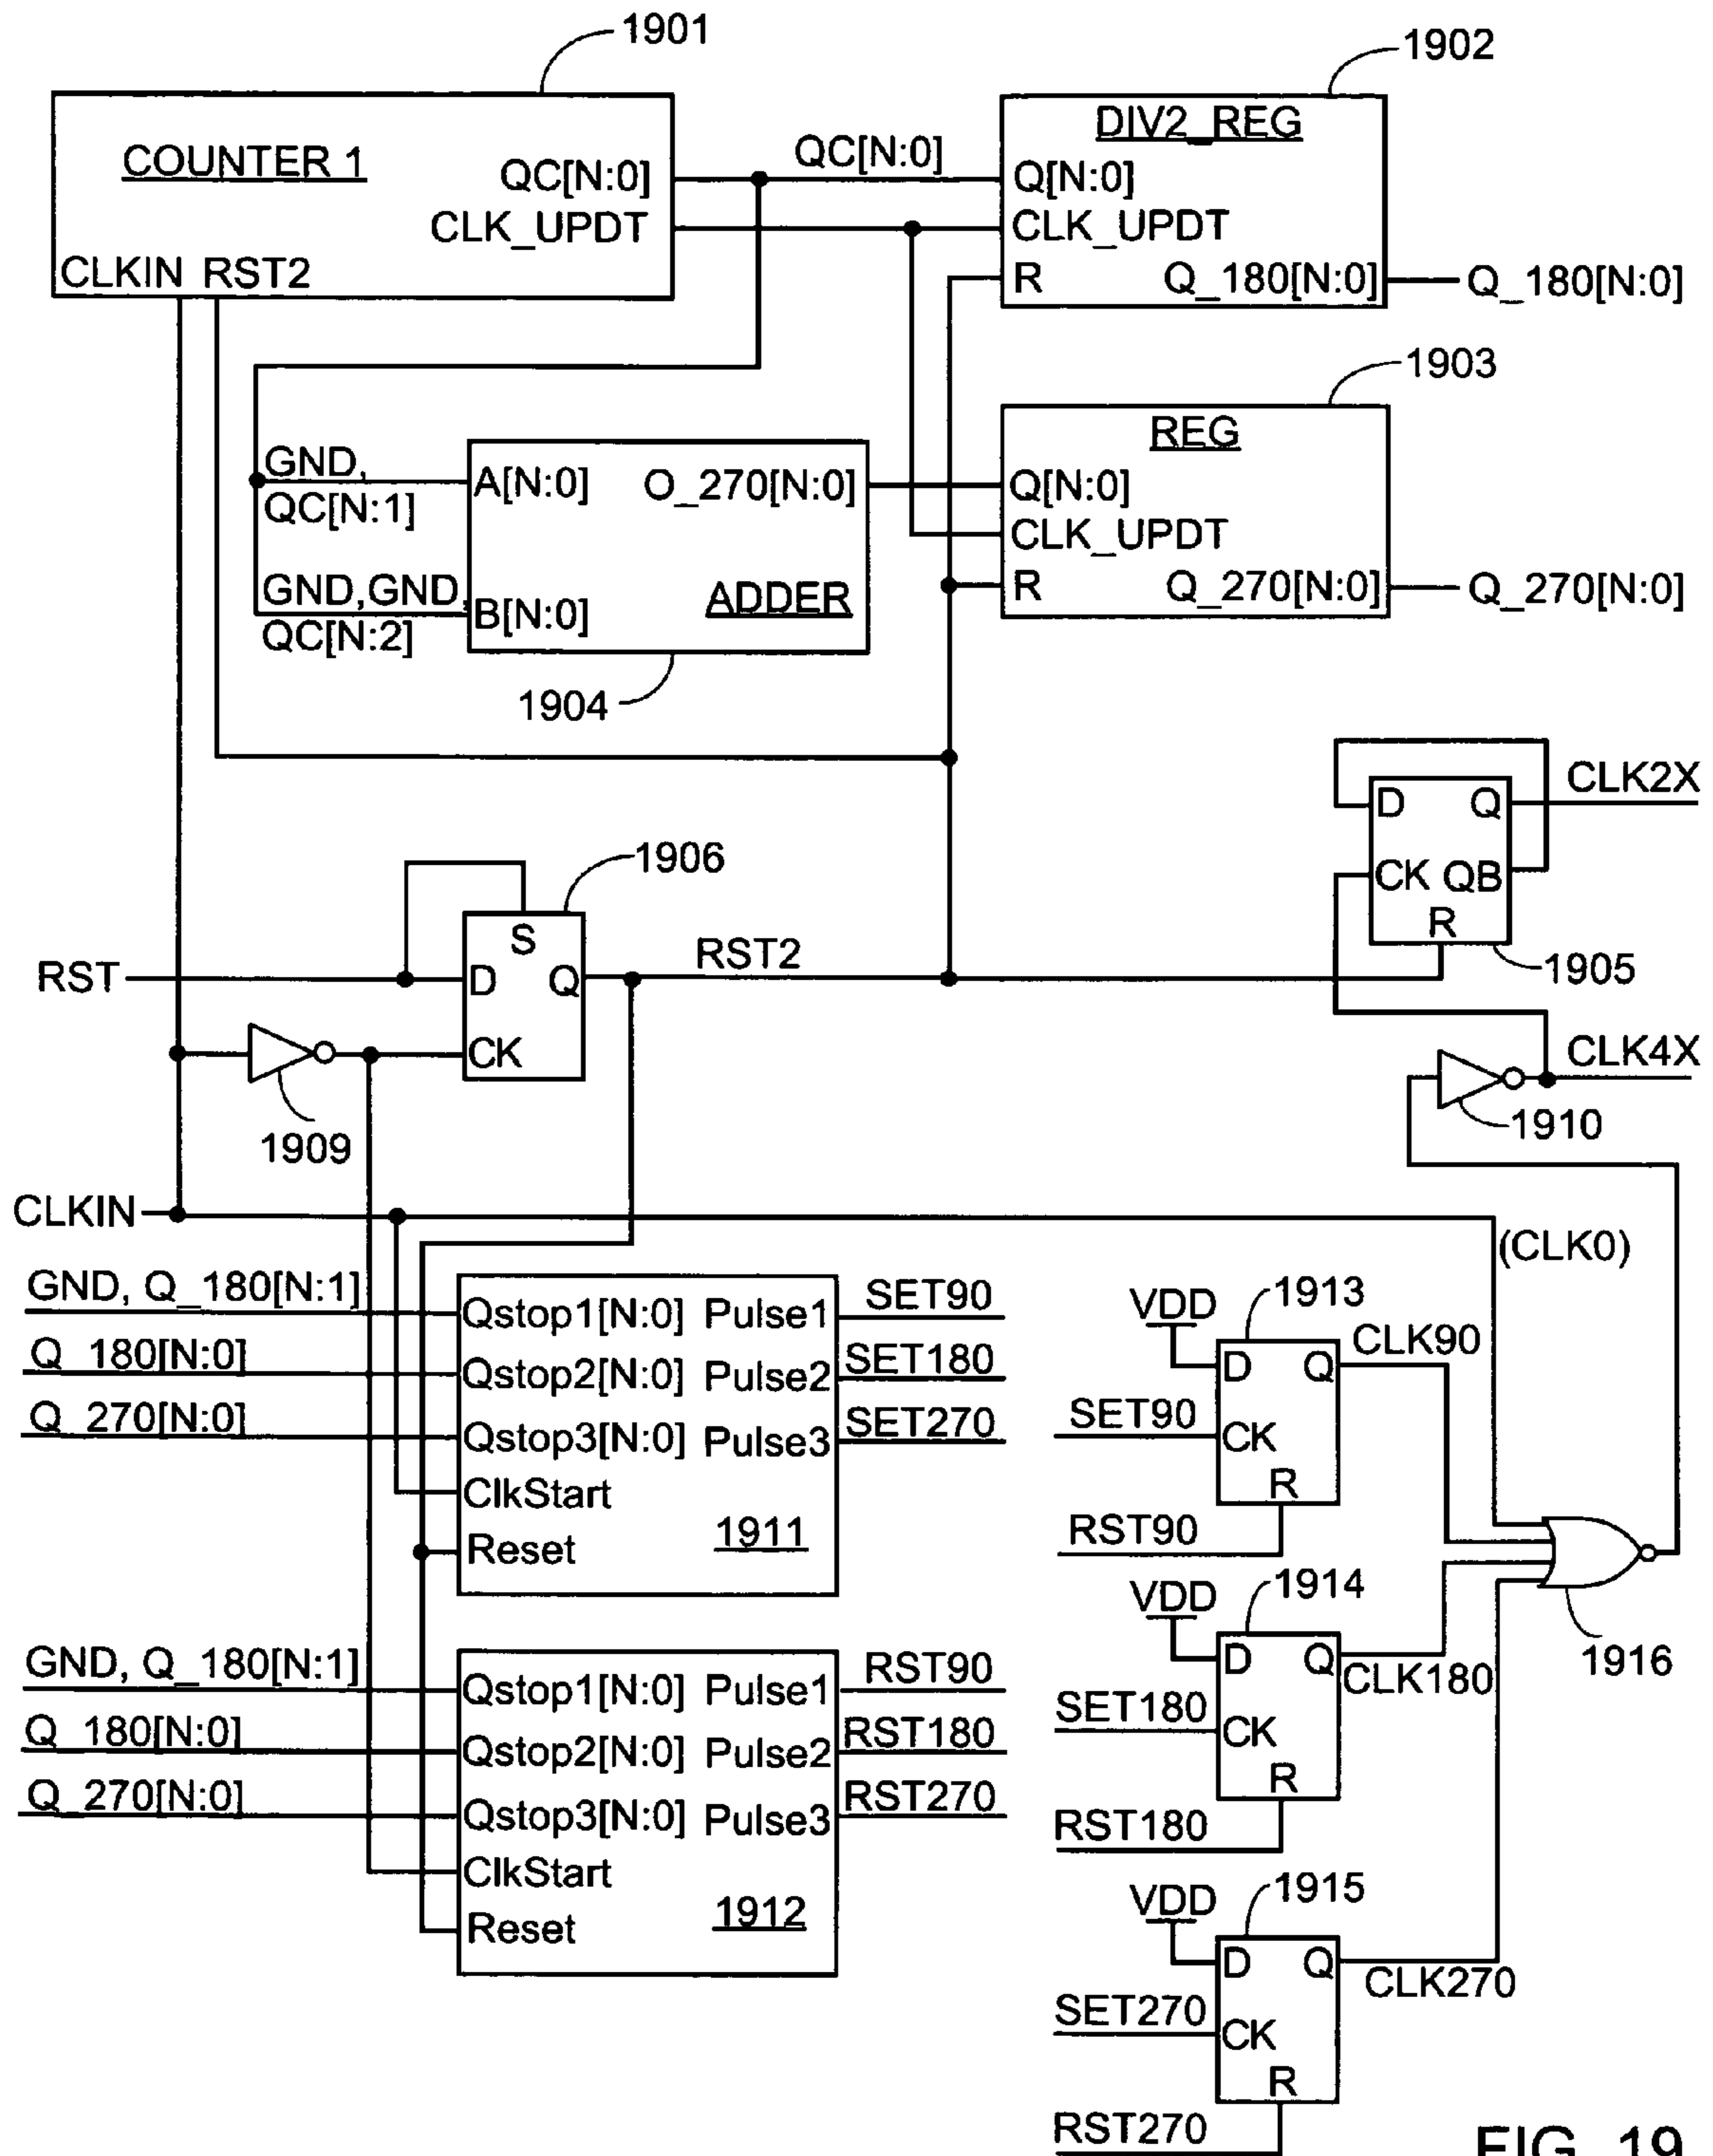 1901
COUNTER 1
QC[N:0]
CLK_UPDT
CLKIN RST2
QC[N:0]
1902
DIV2_REG
Q[N:0]
CLK_UPDT
R Q_180[N:0]
Q_180[N:0]
1903
REG
Q[N:0]
CLK_UPDT
R Q_270[N:0]
Q_270[N:0]
GND,
QC[N:1]
GND,GND,
QC[N:2]
A[N:0] O_270[N:0]
B[N:0] ADDER
1904
CLK2X
D Q
CK QB
R
1905
1906
S
RST
D Q
CK
RST2
1909
CLK4X
1910
CLKIN
(CLK0)
GND, Q_180[N:1]
Q_180[N:0]
Q_270[N:0]
Qstop1[N:0] Pulse1
Qstop2[N:0] Pulse2
Qstop3[N:0] Pulse3
ClkStart
Reset
1911
SET90
SET180
SET270
GND, Q_180[N:1]
Q_180[N:0]
Q_270[N:0]
Qstop1[N:0] Pulse1
Qstop2[N:0] Pulse2
Qstop3[N:0] Pulse3
ClkStart
Reset
1912
RST90
RST180
RST270
VDD
1913
D Q
CK
R
CLK90
SET90
RST90
VDD
1914
D Q
CK
R
CLK180
SET180
RST180
VDD
1915
D Q
CK
R
CLK270
SET270
RST270
1916
FIG. 19